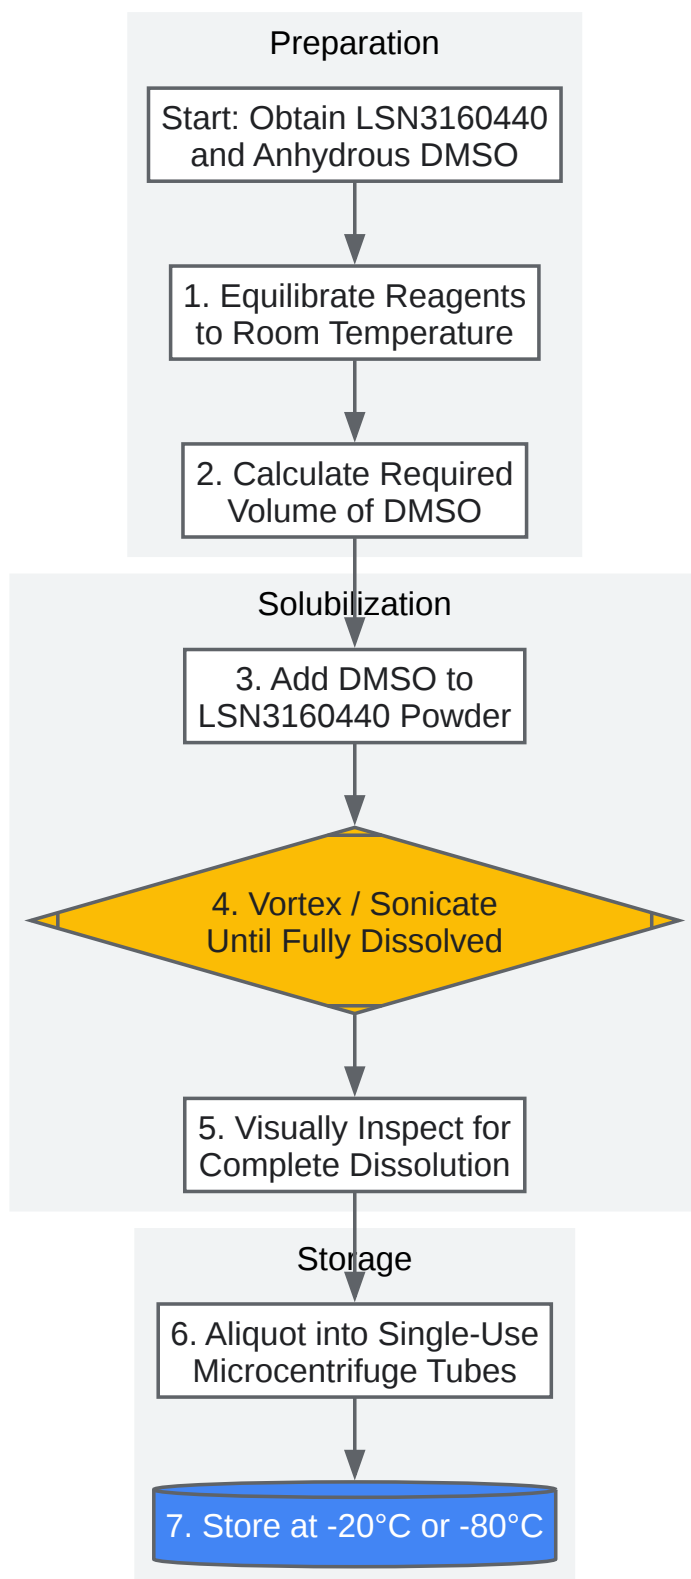 Preparation
Start: Obtain LSN3160440
and Anhydrous DMSO
1. Equilibrate Reagents
to Room Temperature
2. Calculate Required
Volume of DMSO
Solubilization
3. Add DMSO to
LSN3160440 Powder
4. Vortex / Sonicate
Until Fully Dissolved
5. Visually Inspect for
Complete Dissolution
Storage
6. Aliquot into Single-Use
Microcentrifuge Tubes
7. Store at -20°C or -80°C